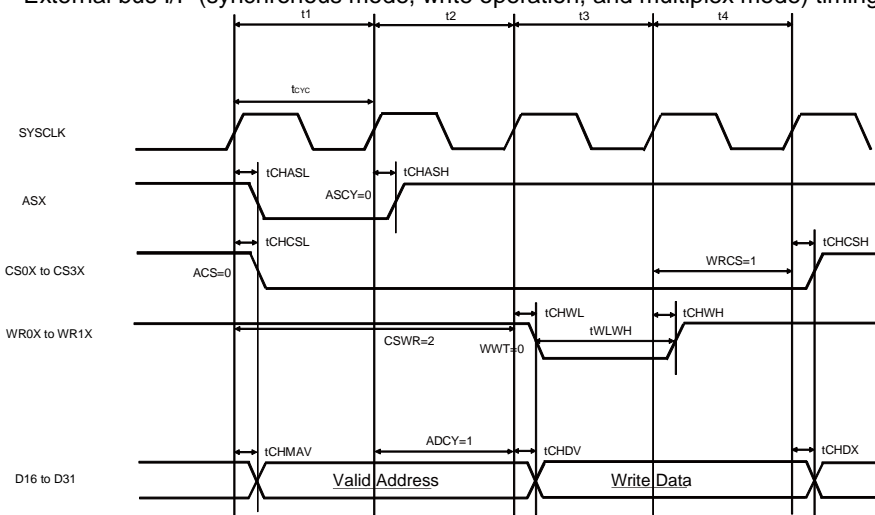 External bus I/F (synchronous mode, write operation, and multiplex mode) timing
t1 t2 t3 t4
tCYC
SYSCLK
tCHASL tCHASH
ASX ASCY=0
tCHCSL tCHCSH
CS0X to CS3X ACS=0 WRCS=1
tCHWL tCHWH
WR0X to WR1X CSWR=2 tWLWH
WWT=0
ADCY=1
tCHMAV tCHDV tCHDX
D16 to D31 Valid Address Write Data